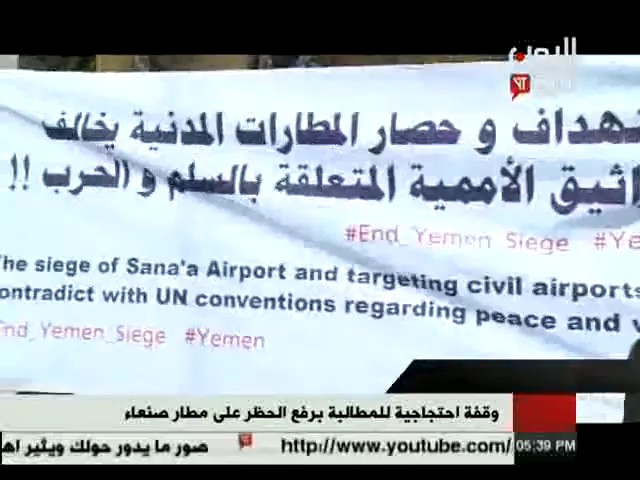 اليمن
هداف و حصار المطارات المدنية يخالف
اثيق الأممية المتعلقة بالسلم و الحرب !!
#End_Yemen_Siege #Ye
he siege of Sana'a Airport and targeting civil airports
ontradict with UN conventions regarding peace and w
nd_Yemen_Siege #Yemen
وقفة احتجاجية للمطالبة برفع الحظر على مطار صنعاء
صور ما يدور حولك ويثير اه http://www.youtube.com/ 05:39 PM